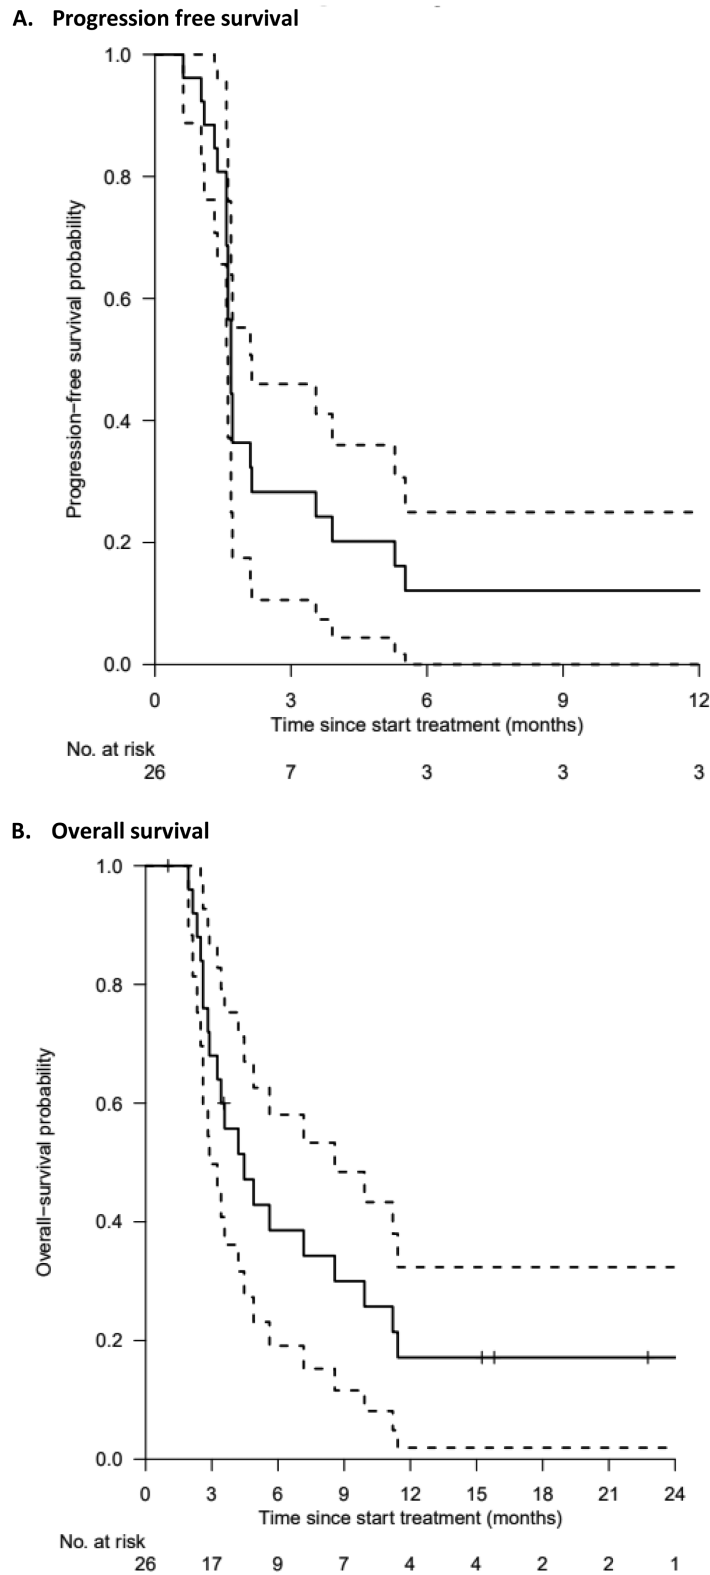 A. Progression free survival
1.0
0.8
0.6
0.4
0.2
0.0
Progression−free survival probability
0 3 6 9 12
Time since start treatment (months)
No. at risk
26 7 3 3 3
B. Overall survival
1.0
0.8
0.6
0.4
0.2
0.0
Overall−survival probability
0 3 6 9 12 15 18 21 24
Time since start treatment (months)
No. at risk
26 17 9 7 4 4 2 2 1